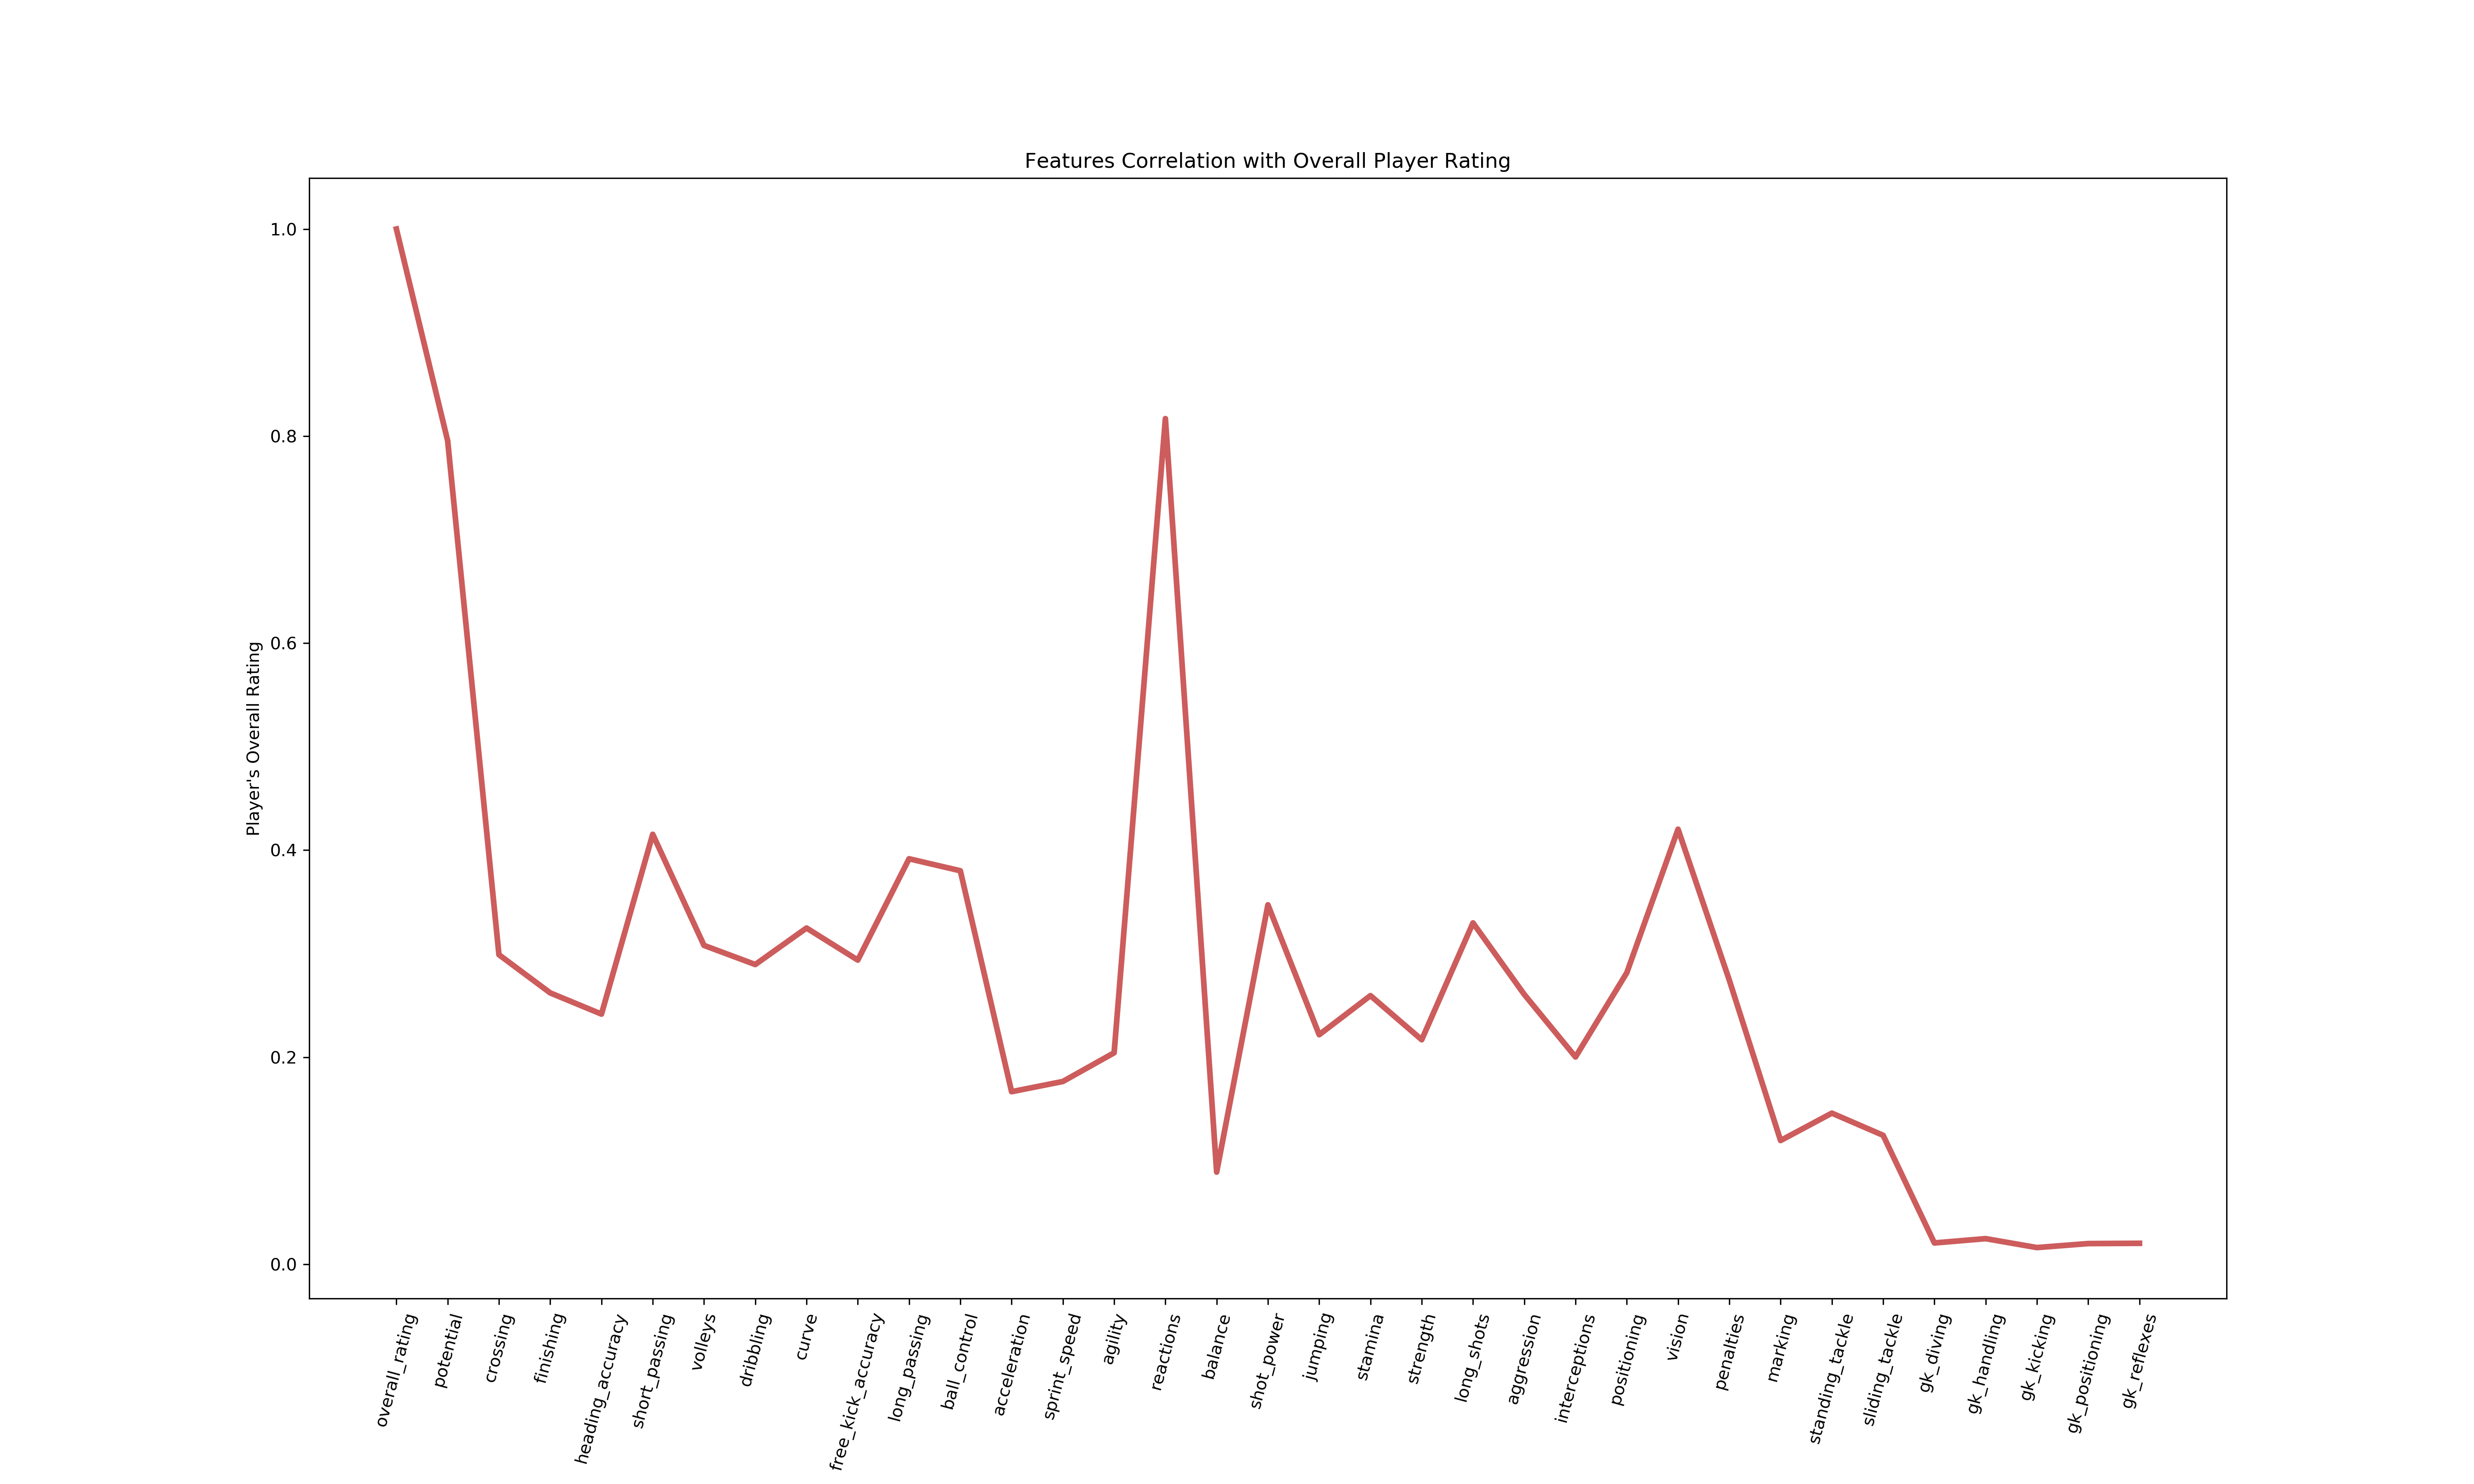 Features Correlation with Overall Player Rating
Player's Overall Rating
1.0
0.8
0.6
0.4
0.2
0.0
overall_rating
potential
crossing
finishing
heading_accuracy
short_passing
volleys
dribbling
curve
free_kick_accuracy
long_passing
ball_control
acceleration
sprint_speed
agility
reactions
balance
shot_power
jumping
stamina
strength
long_shots
aggression
interceptions
positioning
vision
penalties
marking
standing_tackle
sliding_tackle
gk_diving
gk_handling
gk_kicking
gk_positioning
gk_reflexes